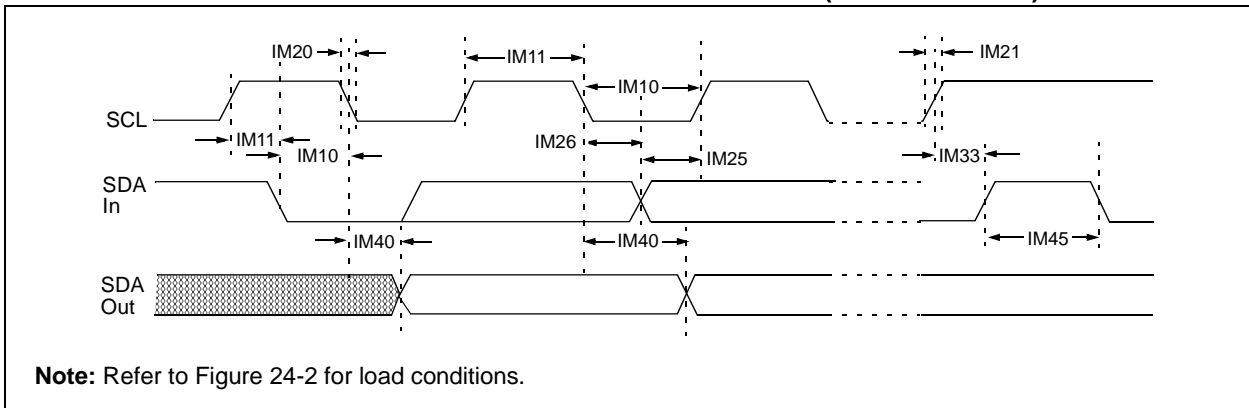 IM20
IM11
IM21
IM10
SCL
IM11
IM26
IM10
IM25
IM33
SDA
In
IM40
IM40
IM45
SDA
Out
Note: Refer to Figure 24-2 for load conditions.